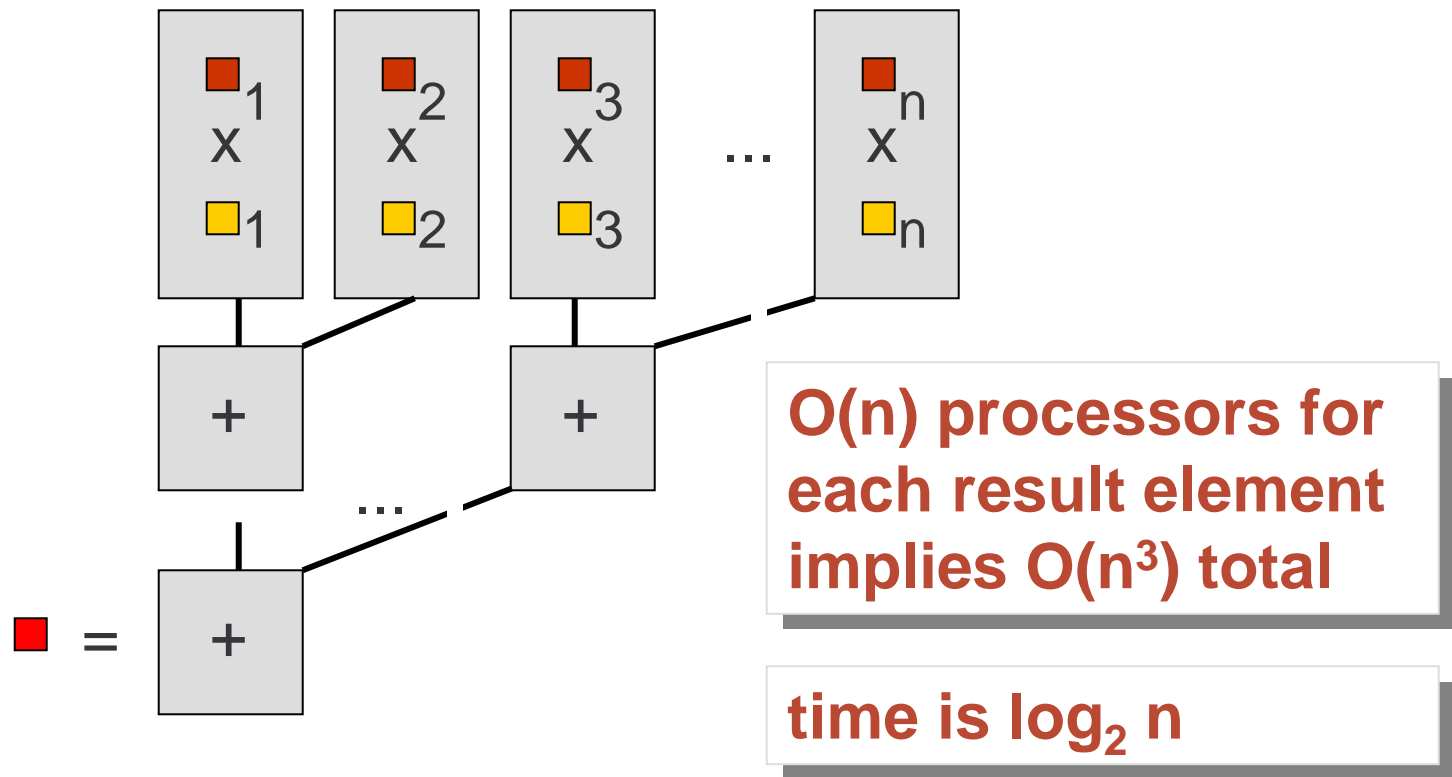 1 2 3 n
x x x ... x
1 2 3 n
+ +
O(n) processors for
each result element
implies O(n³) total
...
= +
time is log₂ n